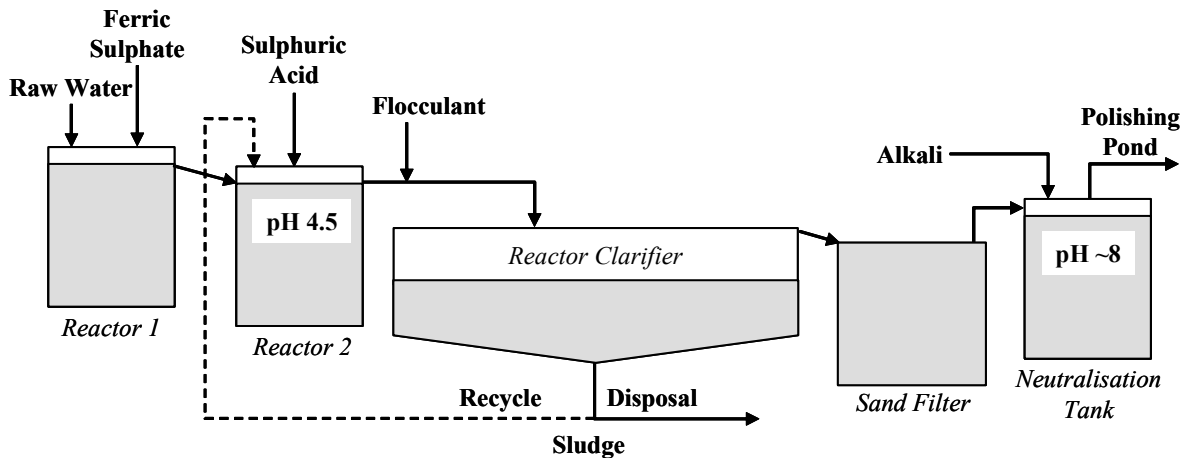 Ferric
Sulphate
Raw Water
Sulphuric
Acid
Flocculant
Polishing
Pond
Alkali
pH 4.5
Reactor Clarifier
pH ~8
Reactor 1
Reactor 2
Recycle
Disposal
Sludge
Sand Filter
Neutralisation
Tank